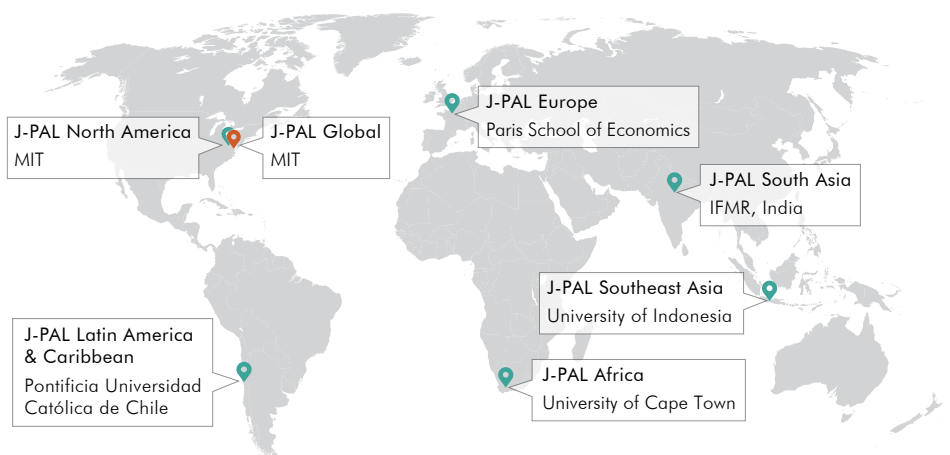 J-PAL Europe
Paris School of Economics
J-PAL North America
MIT
J-PAL Global
MIT
J-PAL South Asia
IFMR, India
J-PAL Southeast Asia
University of Indonesia
J-PAL Latin America
& Caribbean
Pontificia Universidad
Católica de Chile
J-PAL Africa
University of Cape Town